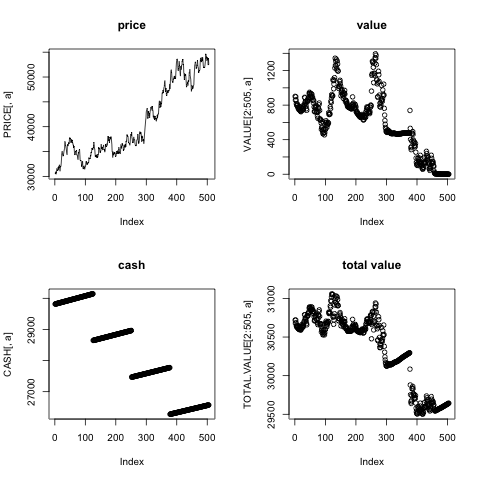 price
PRICE[, a]
30000 40000 50000
0 100 200 300 400 500
Index
value
VALUE[2:505, a]
0 400 800 1200
0 100 200 300 400 500
Index
cash
CASH[, a]
27000 29000
0 100 200 300 400 500
Index
total value
TOTAL.VALUE[2:505, a]
29500 30000 30500 31000
0 100 200 300 400 500
Index